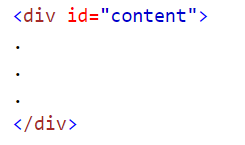 <div id="content">
.
.
.
</div>